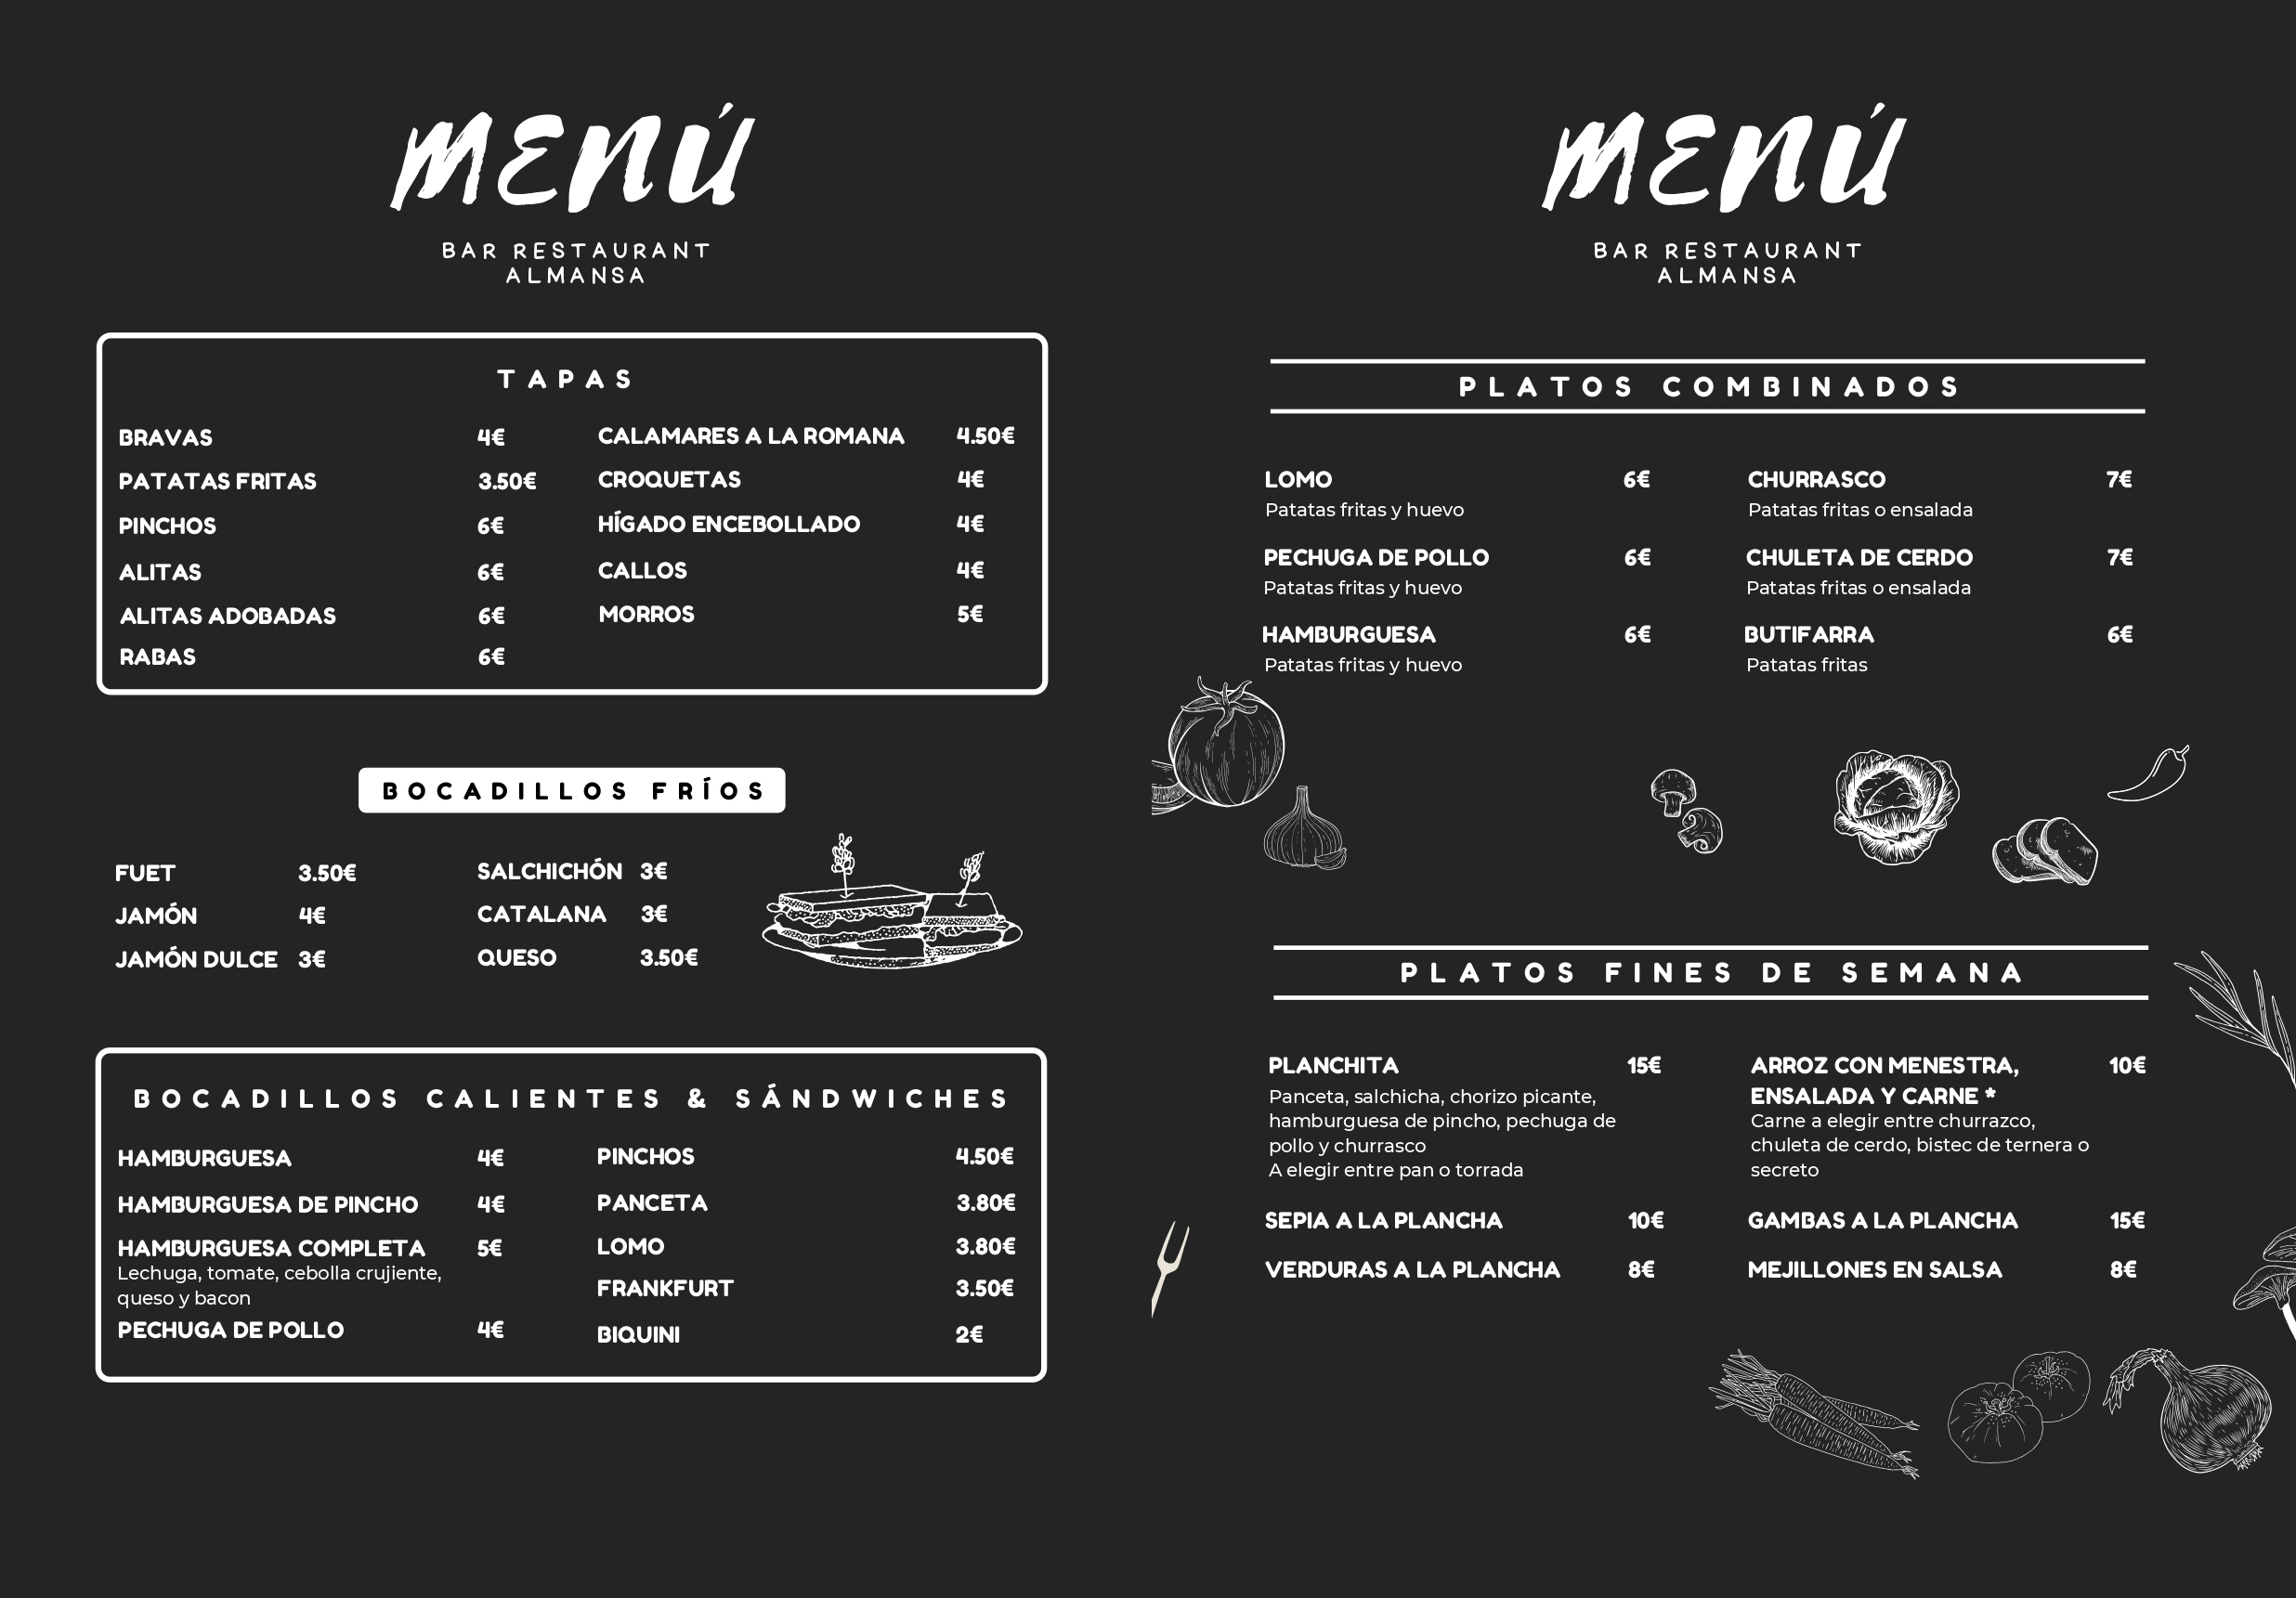 MENÚ
BAR RESTAURANT
ALMANSA
TAPAS
BRAVAS 4€
PATATAS FRITAS 3.50€
PINCHOS 6€
ALITAS 6€
ALITAS ADOBADAS 6€
RABAS 6€
CALAMARES A LA ROMANA 4.50€
CROQUETAS 4€
HÍGADO ENCEBOLLADO 4€
CALLOS 4€
MORROS 5€
BOCADILLOS FRÍOS
FUET 3.50€
JAMÓN 4€
JAMÓN DULCE 3€
SALCHICHÓN 3€
CATALANA 3€
QUESO 3.50€
BOCADILLOS CALIENTES & SÁNDWICHES
HAMBURGUESA 4€
HAMBURGUESA DE PINCHO 4€
HAMBURGUESA COMPLETA 5€
Lechuga, tomate, cebolla crujiente,
queso y bacon
PECHUGA DE POLLO 4€
PINCHOS 4.50€
PANCETA 3.80€
LOMO 3.80€
FRANKFURT 3.50€
BIQUINI 2€
MENÚ
BAR RESTAURANT
ALMANSA
PLATOS COMBINADOS
LOMO 6€
Patatas fritas y huevo
PECHUGA DE POLLO 6€
Patatas fritas y huevo
HAMBURGUESA 6€
Patatas fritas y huevo
CHURRASCO 7€
Patatas fritas o ensalada
CHULETA DE CERDO 7€
Patatas fritas o ensalada
BUTIFARRA 6€
Patatas fritas
PLATOS FINES DE SEMANA
PLANCHITA 15€
Panceta, salchicha, chorizo picante,
hamburguesa de pincho, pechuga de
pollo y churrasco
A elegir entre pan o torrada
SEPIA A LA PLANCHA 10€
VERDURAS A LA PLANCHA 8€
ARROZ CON MENESTRA, 10€
ENSALADA Y CARNE *
Carne a elegir entre churrazco,
chuleta de cerdo, bistec de ternera o
secreto
GAMBAS A LA PLANCHA 15€
MEJILLONES EN SALSA 8€